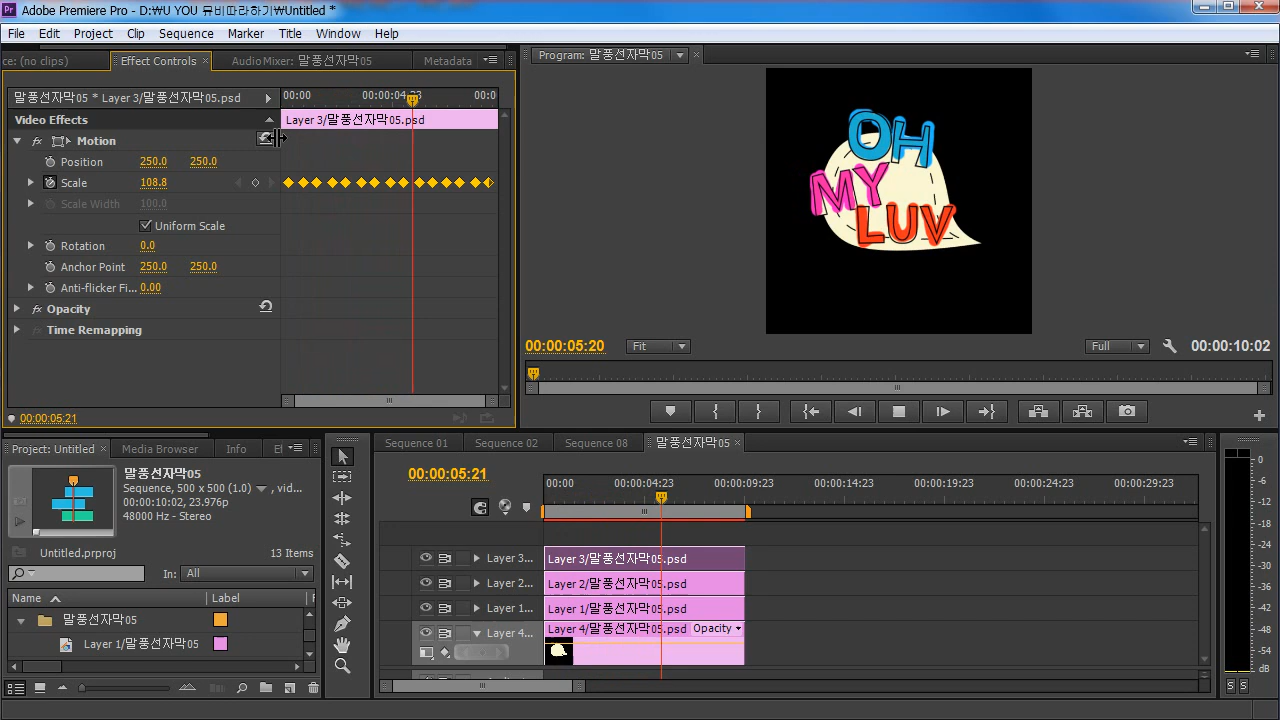 Adobe Premiere Pro - D:₩U YOU 뮤비따라하기₩Untitled *
File Edit Project Clip Sequence Marker Title Window Help
ce: (no clips) Effect Controls AudioMixer: 말풍선자막05 Metadata
말풍선자막05 * Layer 3/말풍선자막05.psd
00:00 00:00:04:23 00:0
Video Effects
Layer 3/말풍선자막05.psd
Motion
Position 250.0 250.0
Scale 108.8
Scale Width 100.0
Uniform Scale
Rotation 0.0
Anchor Point 250.0 250.0
Anti-flicker Fi... 0.00
Opacity
Time Remapping
00:00:05:21
Program: 말풍선자막05
OH
MY
LUV
00:00:05:20 Fit Full 00:00:10:02
Project: Untitled Media Browser Info Ef
말풍선자막05
Sequence, 500 x 500 (1.0) , vid...
00:00:10:02, 23.976p
48000 Hz - Stereo
Untitled.prproj 13 Items
In: All
Name Label F
말풍선자막05
Layer 1/말풍선자막05
Sequence 01 Sequence 02 Sequence 08 말풍선자막05
00:00:05:21
00:00 00:00:04:23 00:00:09:23 00:00:14:23 00:00:19:23 00:00:24:23 00:00:29:23
Layer 3... Layer 3/말풍선자막05.psd
Layer 2... Layer 2/말풍선자막05.psd
Layer 1... Layer 1/말풍선자막05.psd
Layer 4... Layer 4/말풍선자막05.psd Opacity
0
-6
-12
-18
-24
-30
-36
-42
-48
-54
dB
S S